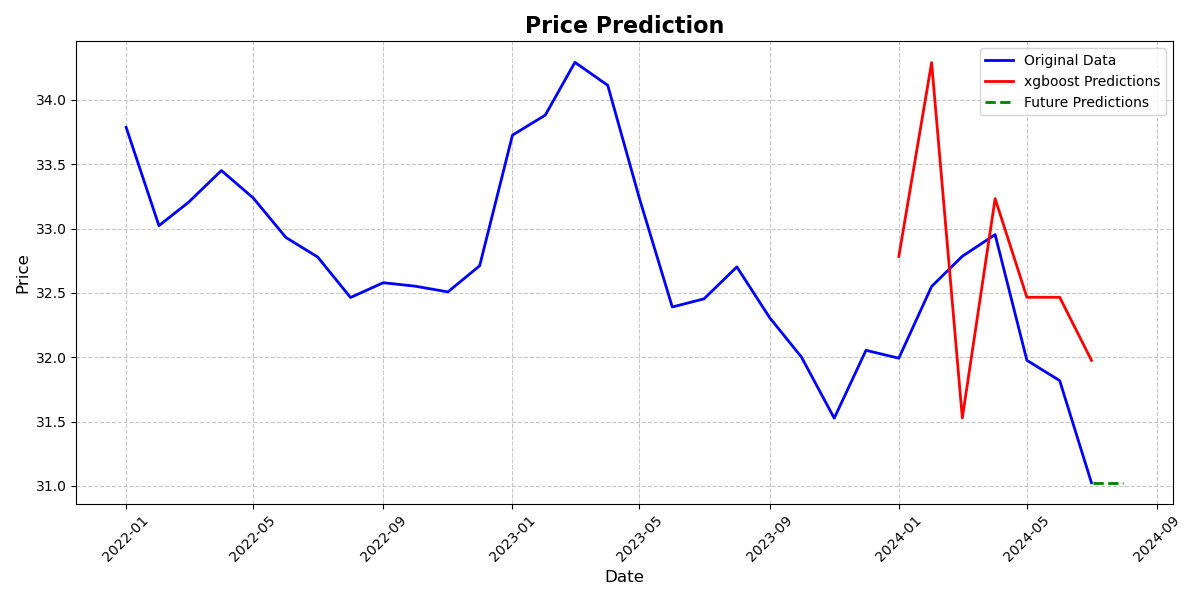 Price Prediction
Original Data
xgboost Predictions
Future Predictions
Price
34.0
33.5
33.0
32.5
32.0
31.5
31.0
2022-01
2022-05
2022-09
2023-01
2023-05
2023-09
2024-01
2024-05
2024-09
Date